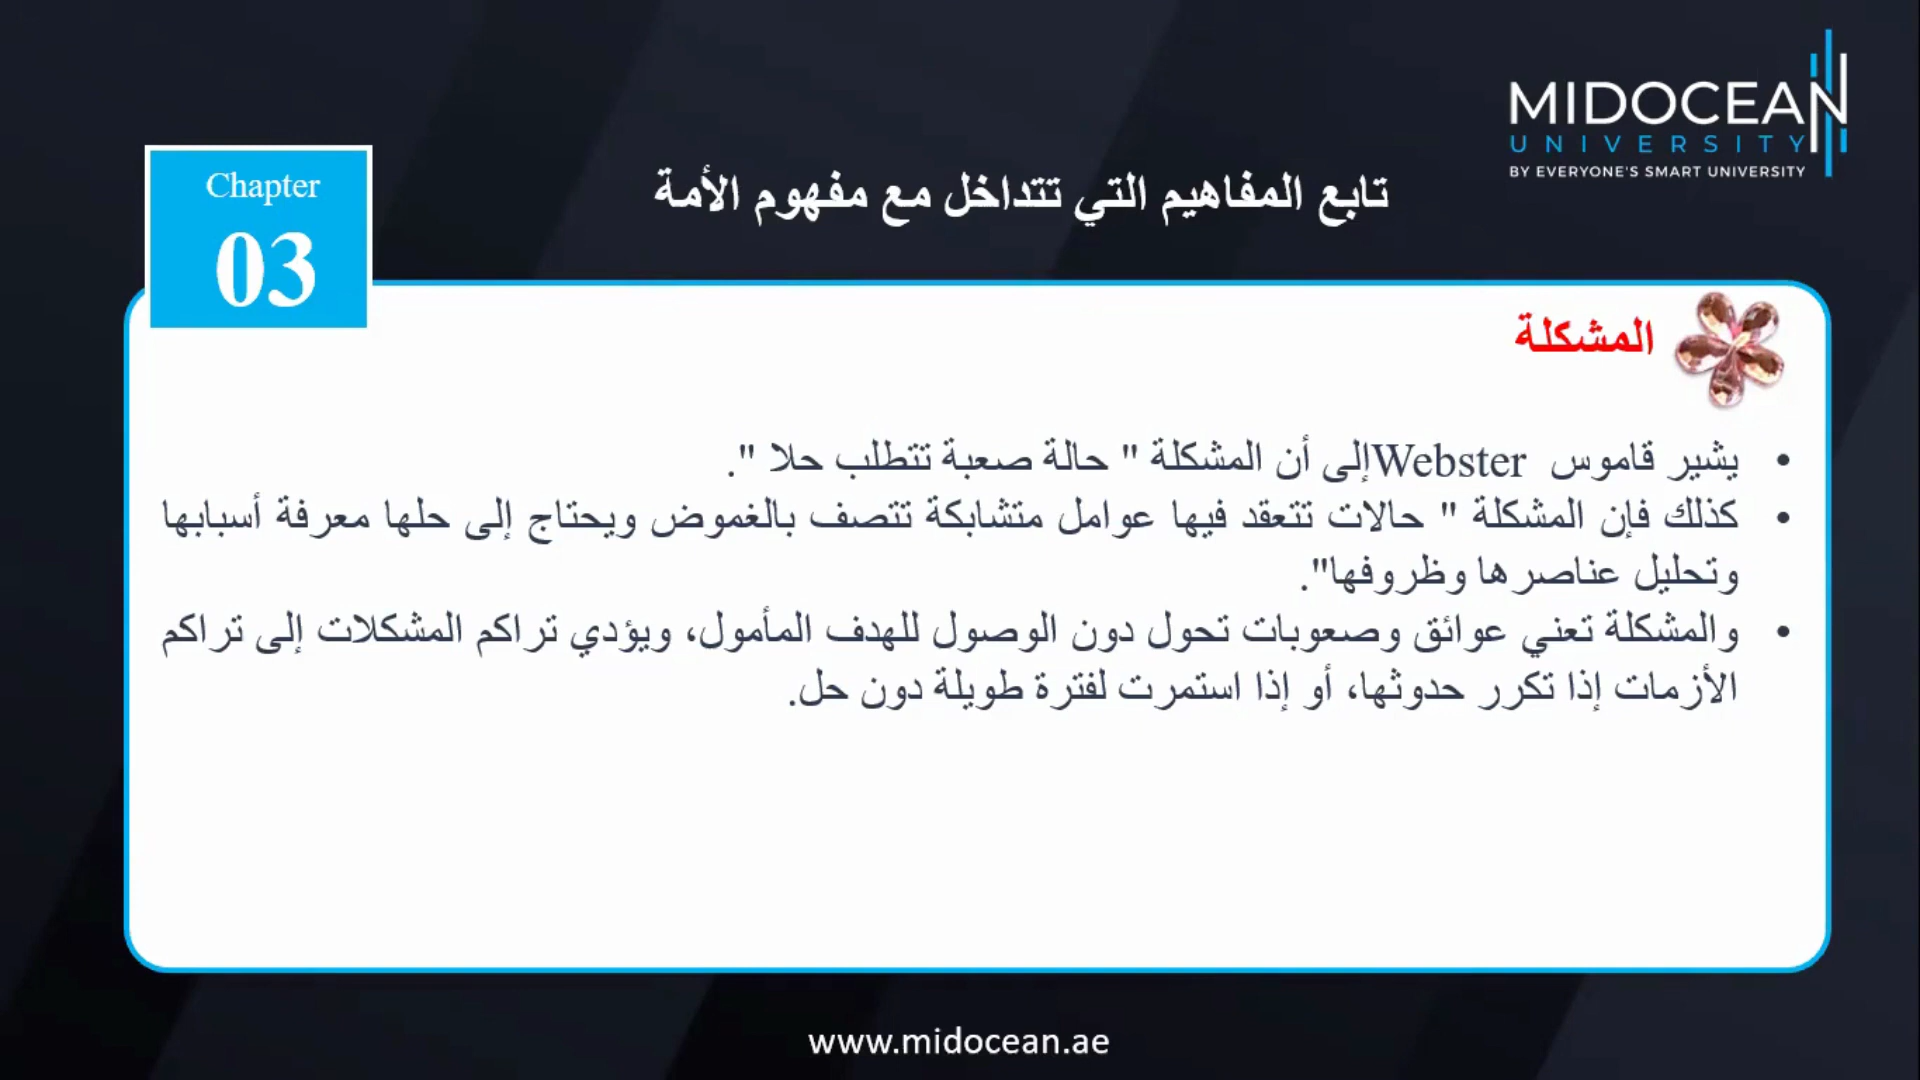 MIDOCEAN
UNIVERSITY
BY EVERYONE'S SMART UNIVERSITY
Chapter
03
تابع المفاهيم التي تتداخل مع مفهوم الأمة
المشكلة
• يشير قاموس Websterإلى أن المشكلة " حالة صعبة تتطلب حلا ".
• كذلك فإن المشكلة " حالات تتعقد فيها عوامل متشابكة تتصف بالغموض ويحتاج إلى حلها معرفة أسبابها
وتحليل عناصرها وظروفها".
• والمشكلة تعني عوائق وصعوبات تحول دون الوصول للهدف المأمول، ويؤدي تراكم المشكلات إلى تراكم
الأزمات إذا تكرر حدوثها، أو إذا استمرت لفترة طويلة دون حل.
www.midocean.ae